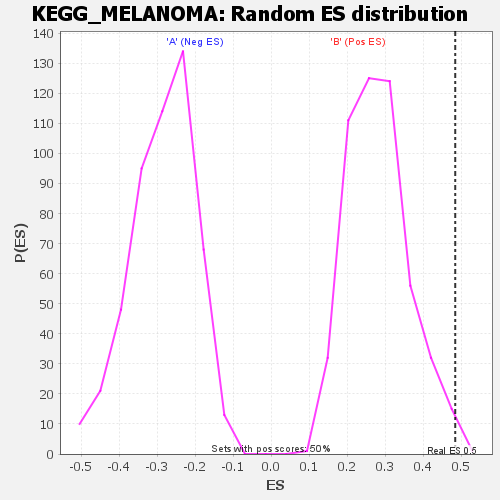 KEGG_MELANOMA: Random ES distribution
'A' (Neg ES)
'B' (Pos ES)
140
130
120
110
100
90
80
70
60
50
40
30
20
10
0
P(ES)
Sets with pos scores: 50%
Real ES 0.5
-0.5 -0.4 -0.3 -0.2 -0.1 0.0 0.1 0.2 0.3 0.4 0.5
ES